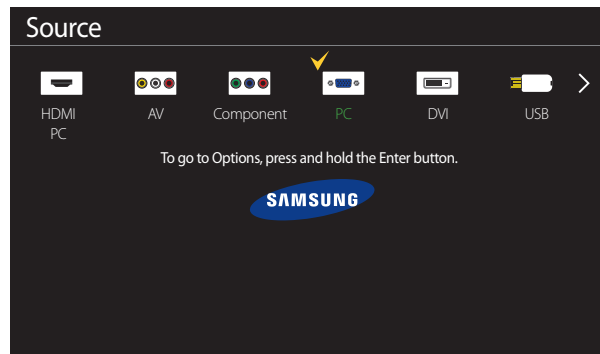 Source
HDMI AV Component PC DVI USB
PC
To go to Options, press and hold the Enter button.
SAMSUNG